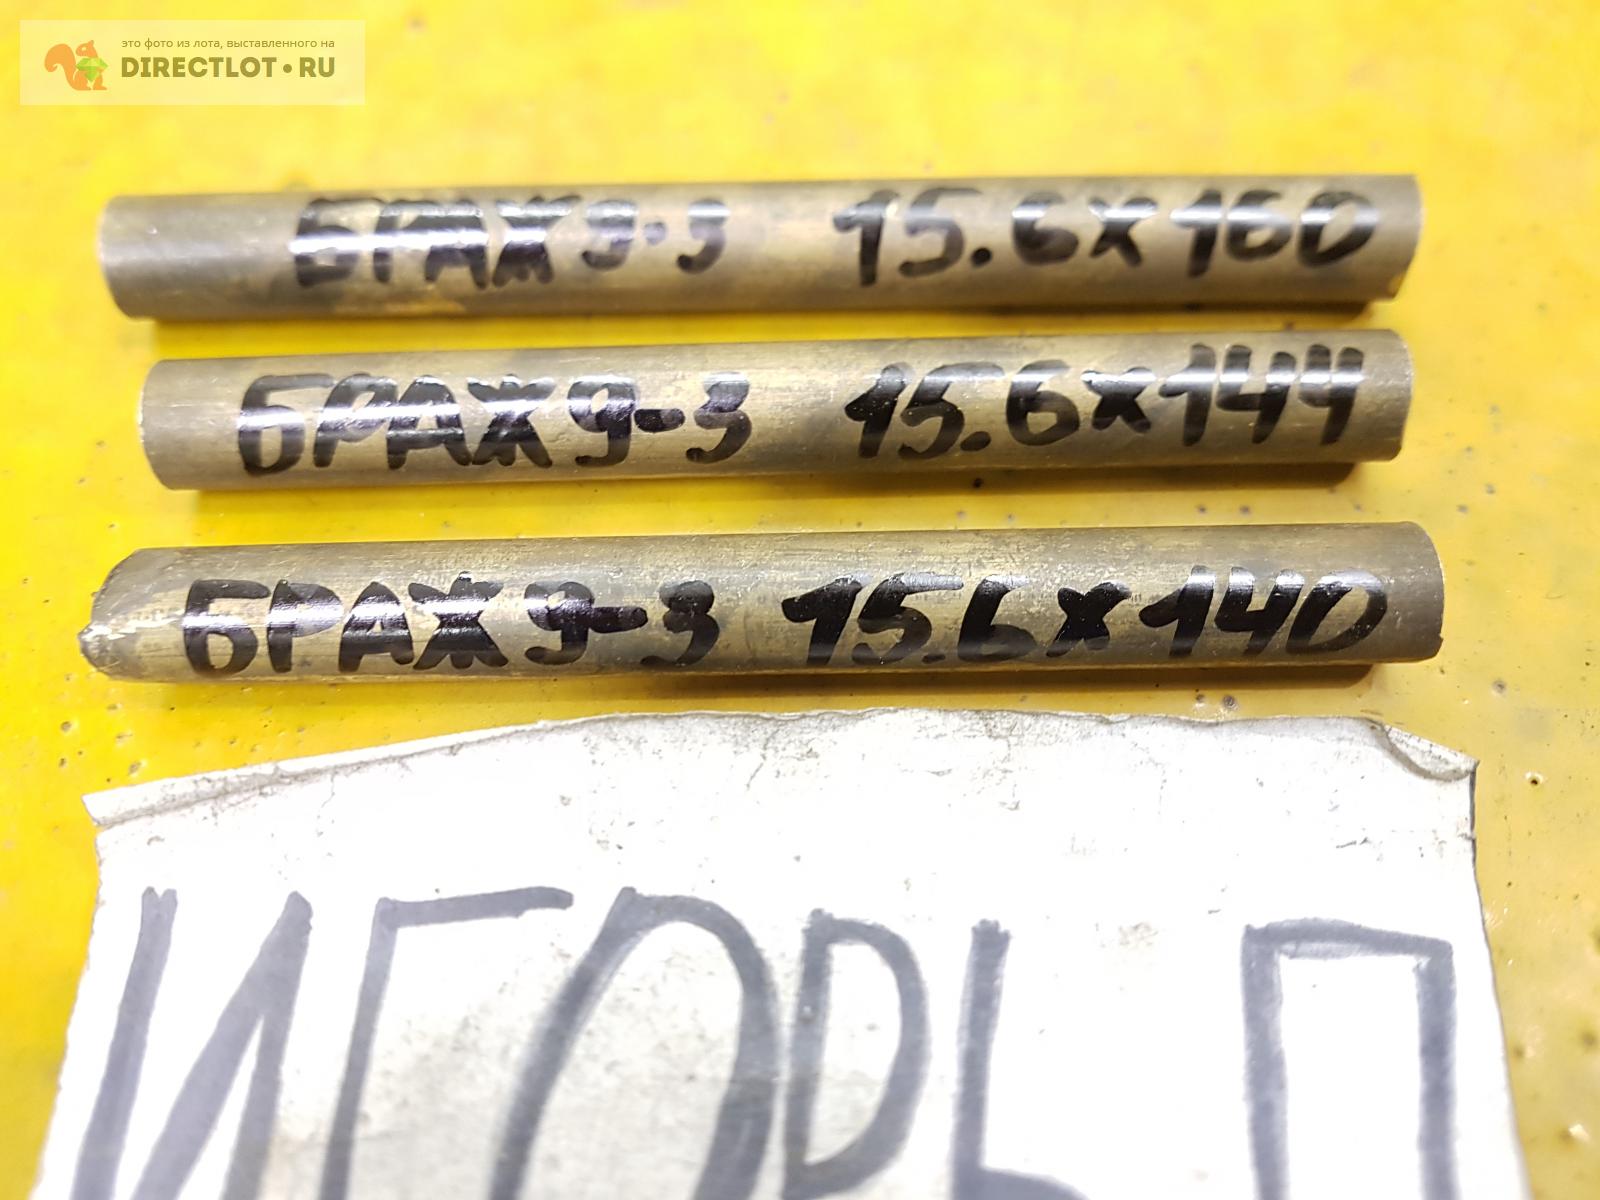 это фото из лота, выставленного на
DIRECTLOT•RU
БРАЖ9-3 15.6х160
БРАЖ9-3 15.6х144
БРАЖ9-3 15.6х140
ИГОРЬ П